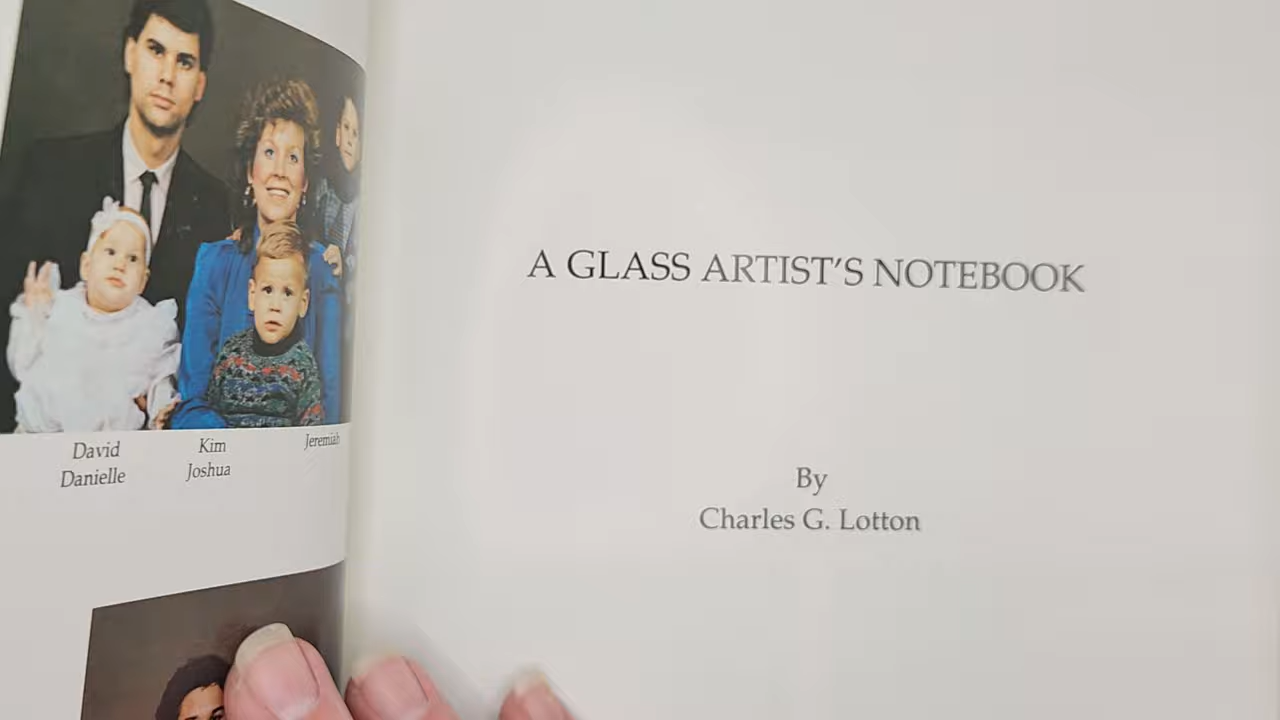 David Kim Jeremiah
Danielle Joshua
A GLASS ARTIST'S NOTEBOOK
By
Charles G. Lotton